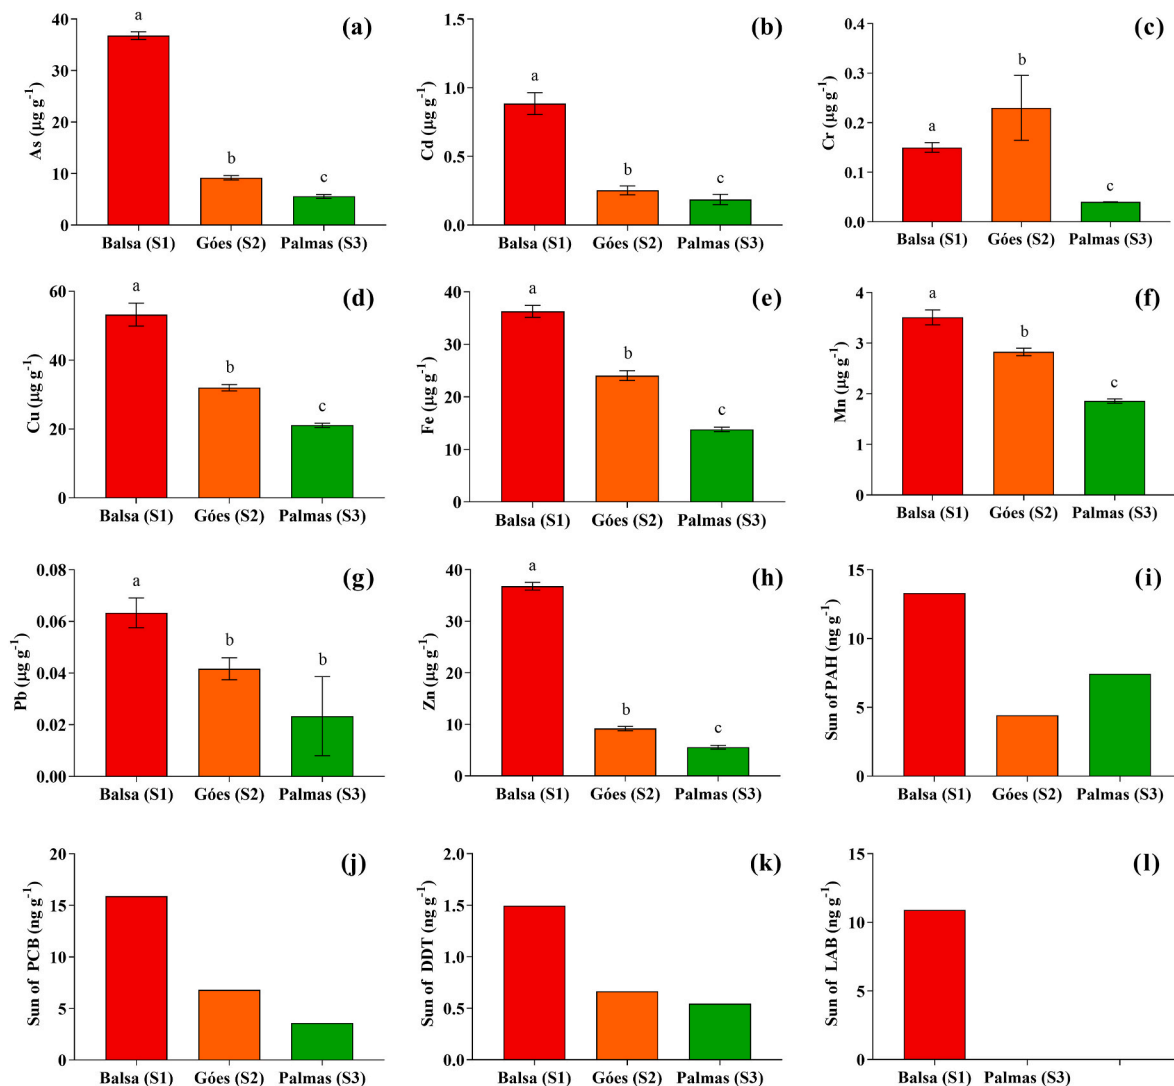 (a)
As (µg g⁻¹)
40
30
20
10
0
a
b
c
Balsa (S1) Góes (S2) Palmas (S3)
(b)
Cd (µg g⁻¹)
1.5
1.0
0.5
0.0
a
b
c
Balsa (S1) Góes (S2) Palmas (S3)
(c)
Cr (µg g⁻¹)
0.4
0.3
0.2
0.1
0.0
a
b
c
Balsa (S1) Góes (S2) Palmas (S3)
(d)
Cu (µg g⁻¹)
60
40
20
0
a
b
c
Balsa (S1) Góes (S2) Palmas (S3)
(e)
Fe (µg g⁻¹)
40
30
20
10
0
a
b
c
Balsa (S1) Góes (S2) Palmas (S3)
(f)
Mn (µg g⁻¹)
4
3
2
1
0
a
b
c
Balsa (S1) Góes (S2) Palmas (S3)
(g)
Pb (µg g⁻¹)
0.08
0.06
0.04
0.02
0.00
a
b
b
Balsa (S1) Góes (S2) Palmas (S3)
(h)
Zn (µg g⁻¹)
40
30
20
10
0
a
b
c
Balsa (S1) Góes (S2) Palmas (S3)
(i)
Sun of PAH (ng g⁻¹)
15
10
5
0
Balsa (S1) Góes (S2) Palmas (S3)
(j)
Sun of PCB (ng g⁻¹)
20
15
10
5
0
Balsa (S1) Góes (S2) Palmas (S3)
(k)
Sun of DDT (ng g⁻¹)
2.0
1.5
1.0
0.5
0.0
Balsa (S1) Góes (S2) Palmas (S3)
(l)
Sun of LAB (ng g⁻¹)
15
10
5
0
Balsa (S1) Palmas (S3)